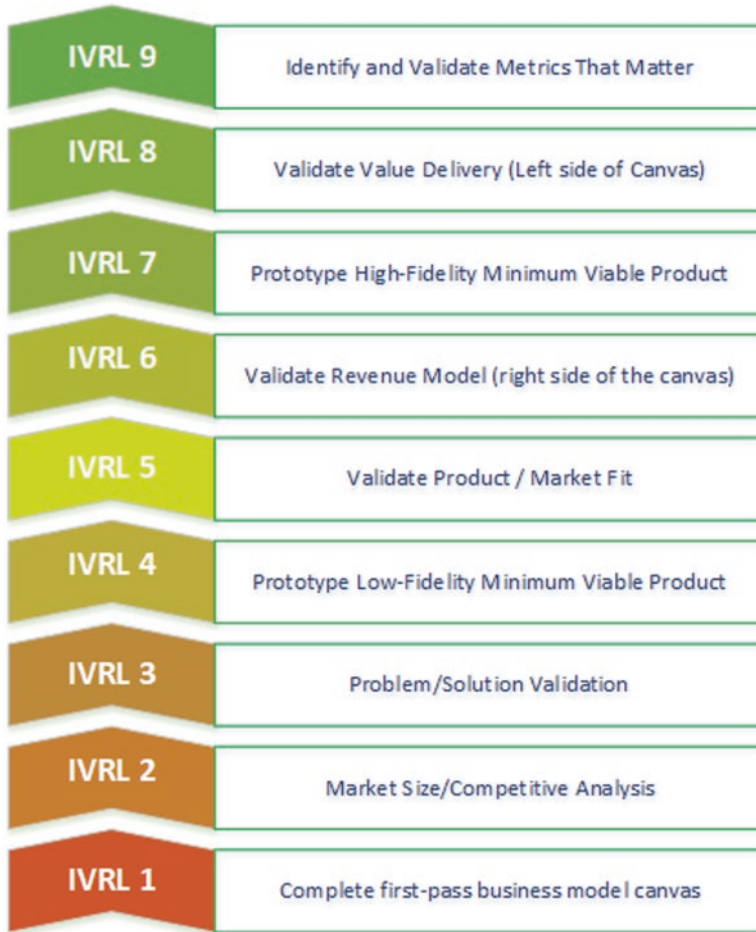 IVRL 9
Identify and Validate Metrics That Matter
IVRL 8
Validate Value Delivery (Left side of Canvas)
IVRL 7
Prototype High-Fidelity Minimum Viable Product
IVRL 6
Validate Revenue Model (right side of the canvas)
IVRL 5
Validate Product / Market Fit
IVRL 4
Prototype Low-Fidelity Minimum Viable Product
IVRL 3
Problem/Solution Validation
IVRL 2
Market Size/Competitive Analysis
IVRL 1
Complete first-pass business model canvas